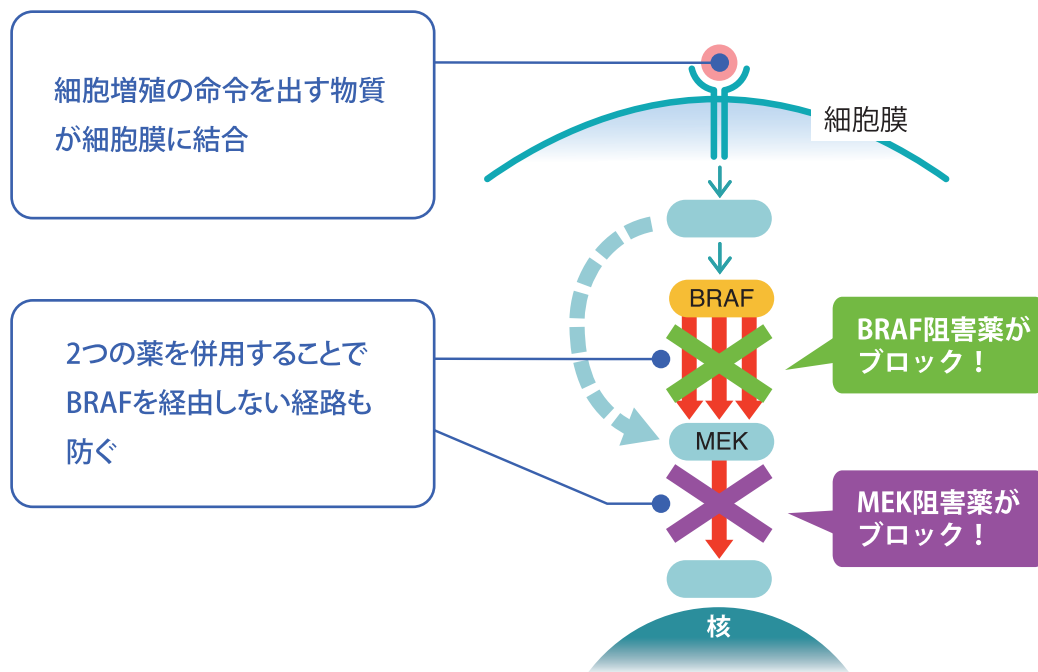 細胞増殖の命令を出す物質
が細胞膜に結合
細胞膜
BRAF
BRAF阻害薬が
ブロック！
2つの薬を併用することで
BRAFを経由しない経路も
防ぐ
MEK
MEK阻害薬が
ブロック！
核